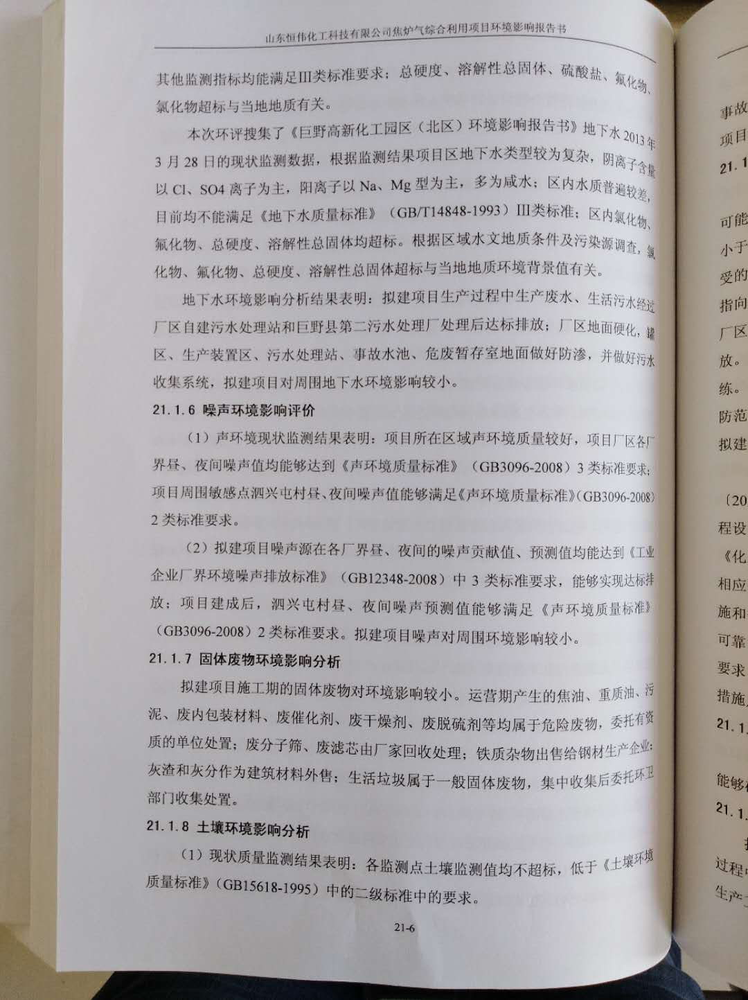 山东恒伟化工科技有限公司焦炉气综合利用项目环境影响报告书
其他监测指标均能满足Ⅲ类标准要求；总硬度、溶解性总固体、硫酸盐、氟化物、
氯化物超标与当地地质有关。
本次环评搜集了《巨野高新化工园区（北区）环境影响报告书》地下水 2013 年
3 月 28 日的现状监测数据，根据监测结果项目区地下水类型较为复杂，阴离子含量
以 Cl、SO4 离子为主，阳离子以 Na、Mg 型为主，多为咸水；区内水质普遍较差，
目前均不能满足《地下水质量标准》（GB/T14848-1993）Ⅲ类标准；区内氯化物、
氟化物、总硬度、溶解性总固体均超标。根据区域水文地质条件及污染源调查，氯
化物、氟化物、总硬度、溶解性总固体超标与当地地质环境背景值有关。
地下水环境影响分析结果表明：拟建项目生产过程中生产废水、生活污水经过
厂区自建污水处理站和巨野县第二污水处理厂处理后达标排放；厂区地面硬化，罐
区、生产装置区、污水处理站、事故水池、危废暂存室地面做好防渗，并做好污水
收集系统，拟建项目对周围地下水环境影响较小。
21.1.6 噪声环境影响评价
（1）声环境现状监测结果表明：项目所在区域声环境质量较好，项目厂区各厂
界昼、夜间噪声值均能够达到《声环境质量标准》（GB3096-2008）3 类标准要求；
项目周围敏感点泗兴屯村昼、夜间噪声值能够满足《声环境质量标准》（GB3096-2008）
2 类标准要求。
（2）拟建项目噪声源在各厂界昼、夜间的噪声贡献值、预测值均能达到《工业
企业厂界环境噪声排放标准》（GB12348-2008）中 3 类标准要求，能够实现达标排
放；项目建成后，泗兴屯村昼、夜间噪声预测值能够满足《声环境质量标准》
（GB3096-2008）2 类标准要求。拟建项目噪声对周围环境影响较小。
21.1.7 固体废物环境影响分析
拟建项目施工期的固体废物对环境影响较小。运营期产生的焦油、重质油、污
泥、废内包装材料、废催化剂、废干燥剂、废脱硫剂等均属于危险废物，委托有资
质的单位处置；废分子筛、废滤芯由厂家回收处理；铁质杂物出售给钢材生产企业；
灰渣和灰分作为建筑材料外售；生活垃圾属于一般固体废物，集中收集后委托环卫
部门收集处置。
21.1.8 土壤环境影响分析
（1）现状质量监测结果表明：各监测点土壤监测值均不超标，低于《土壤环境
质量标准》（GB15618-1995）中的二级标准中的要求。
21-6
事故
项目
21.1
可能
小于
受的
指向
厂区
放。
练。
防范
拟建
〔20
程设
《化
相应
施和
可靠
要求
措施
21.1.
能够
21.1.
过程
生产